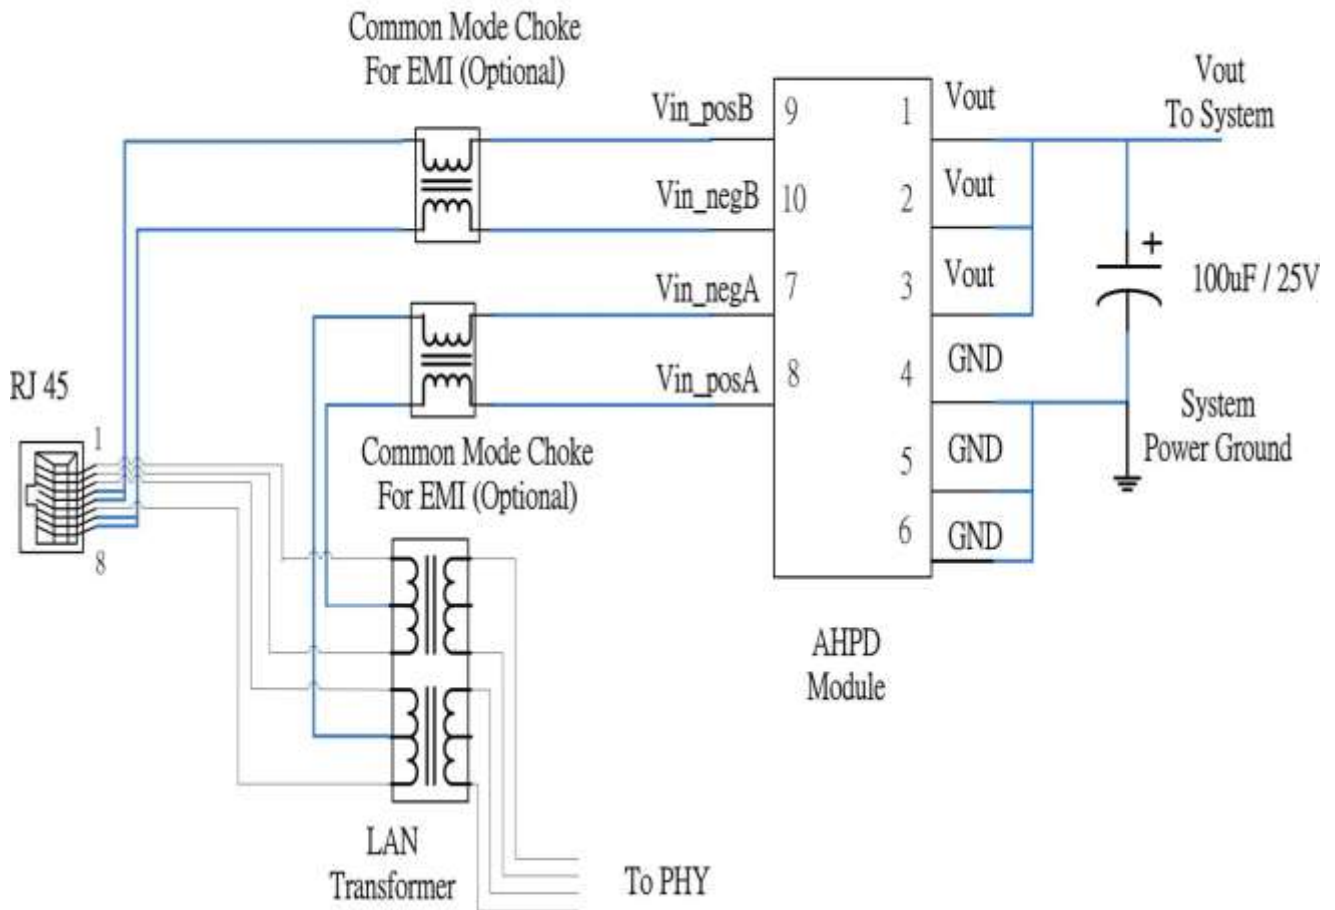 Common Mode Choke
For EMI (Optional)
Vin_posB
9
1
Vout
Vout
To System
Vin_negB
10
2
Vout
Vin_negA
7
3
Vout
100uF / 25V
+
Vin_posA
8
4
GND
RJ 45
1
8
Common Mode Choke
For EMI (Optional)
5
GND
System
Power Ground
6
GND
AHPD
Module
LAN
Transformer
To PHY